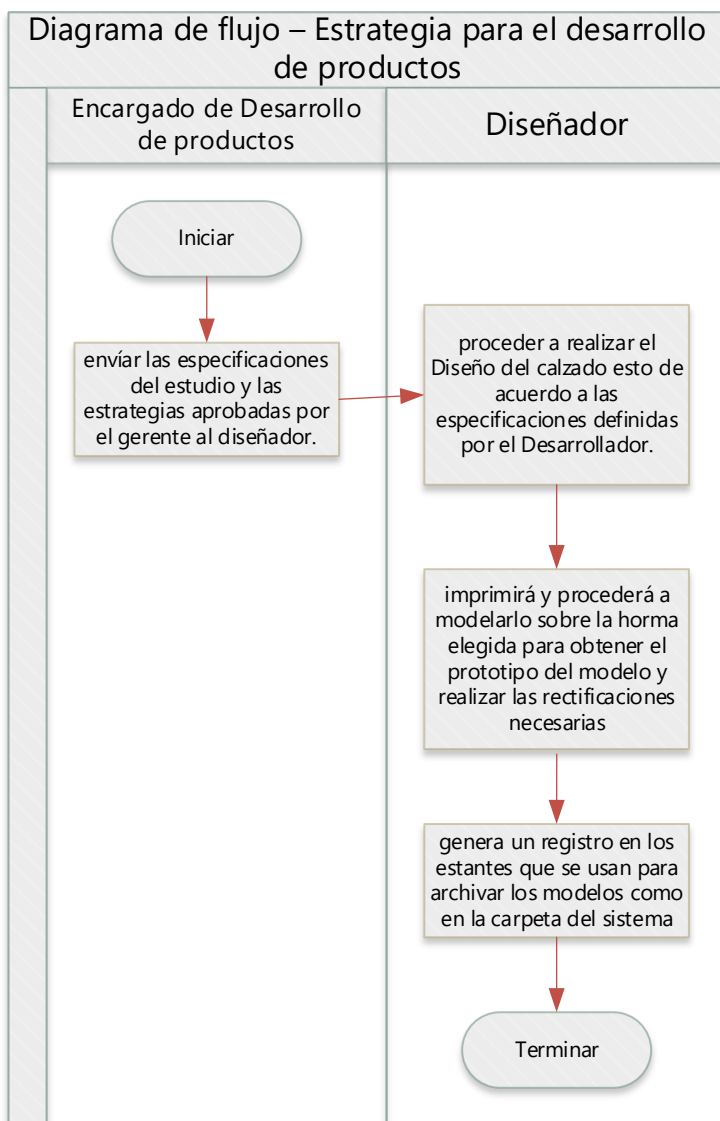 Diagrama de flujo – Estrategia para el desarrollo
de productos
Encargado de Desarrollo
de productos
Diseñador
Iniciar
envíar las especificaciones
del estudio y las
estrategias aprobadas por
el gerente al diseñador.
proceder a realizar el
Diseño del calzado esto de
acuerdo a las
especificaciones definidas
por el Desarrollador.
imprimirá y procederá a
modelarlo sobre la horma
elegida para obtener el
prototipo del modelo y
realizar las rectificaciones
necesarias
genera un registro en los
estantes que se usan para
archivar los modelos como
en la carpeta del sistema
Terminar